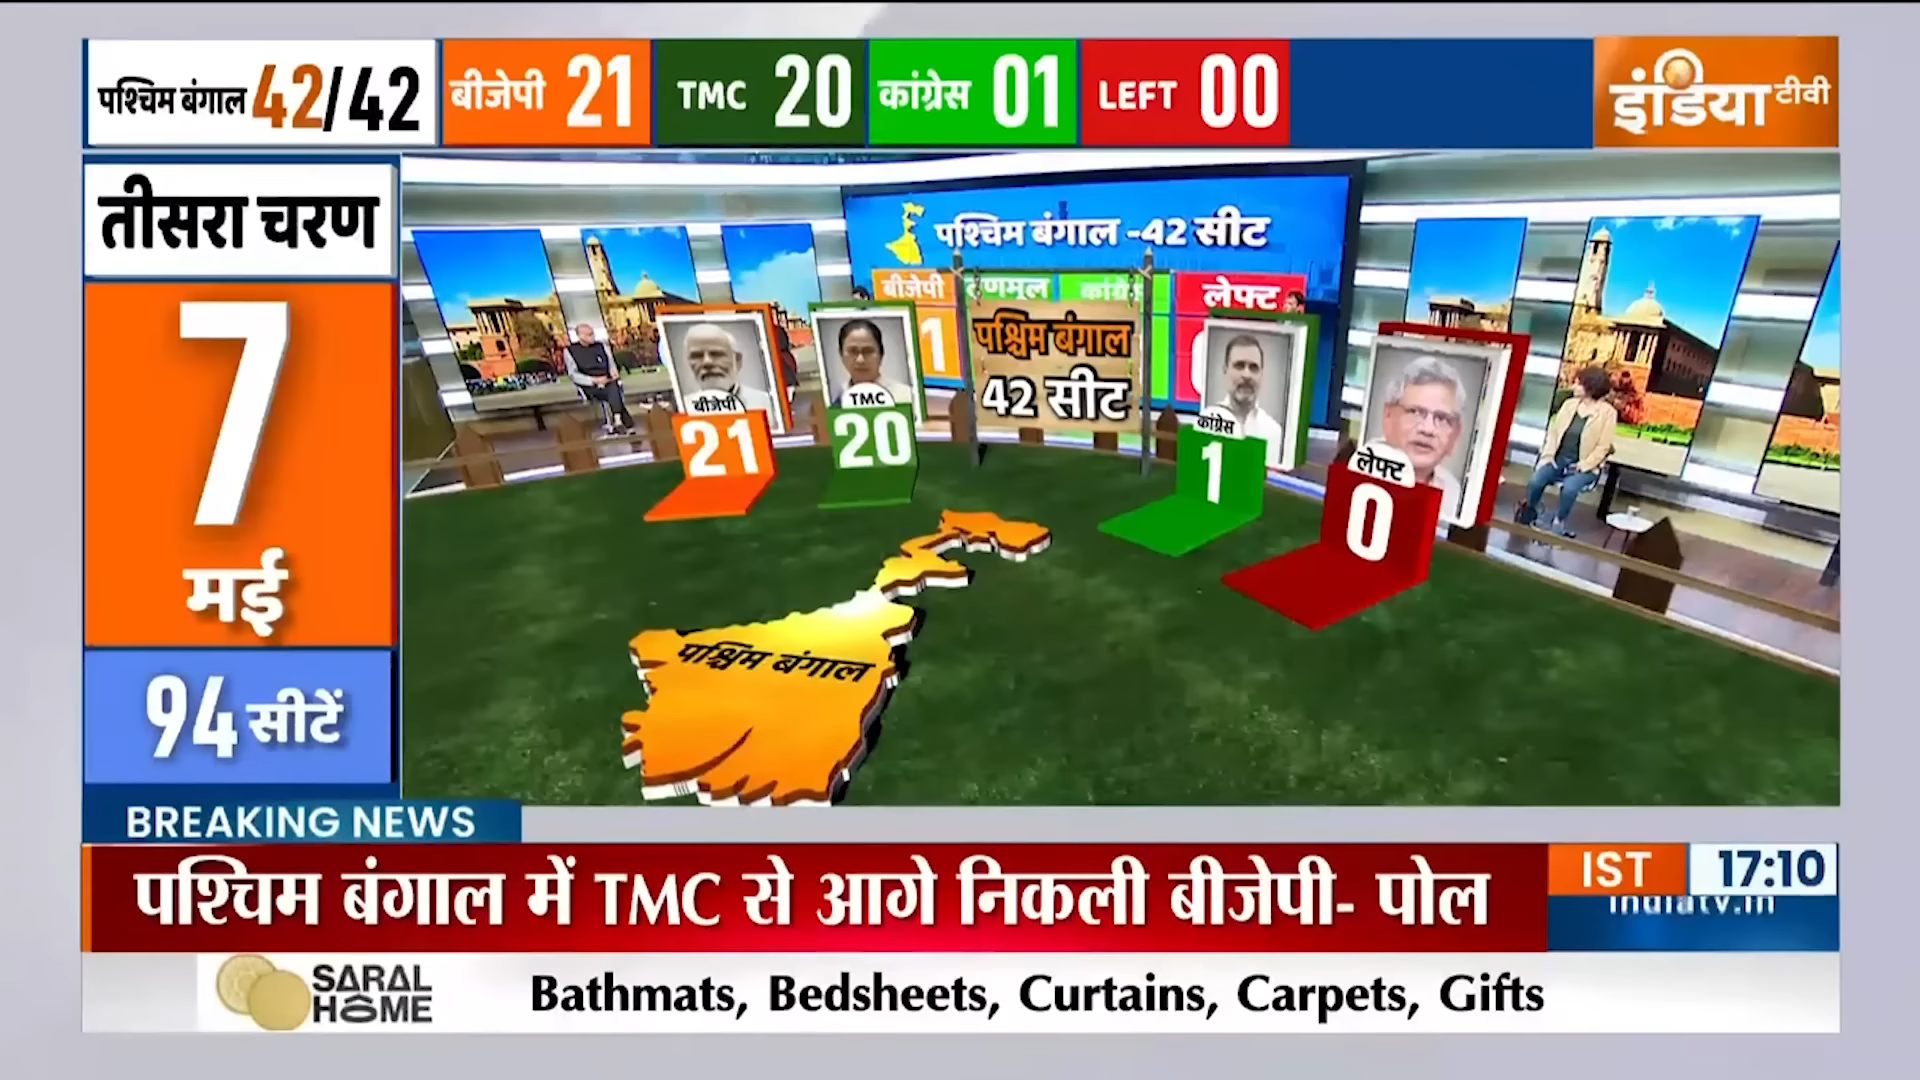 पश्चिम बंगाल 42/42
बीजेपी 21
TMC 20
कांग्रेस 01
LEFT 00
इंडिया टीवी
तीसरा चरण
7
मई
94 सीटें
पश्चिम बंगाल -42 सीट
बीजेपी
लेफ्ट
1
पश्चिम बंगाल
42 सीट
बीजेपी
21
TMC
20
कांग्रेस
1
लेफ्ट
0
पश्चिम बंगाल
BREAKING NEWS
पश्चिम बंगाल में TMC से आगे निकली बीजेपी- पोल
IST 17:10
indiatv.in
SARAL
HOME
Bathmats, Bedsheets, Curtains, Carpets, Gifts